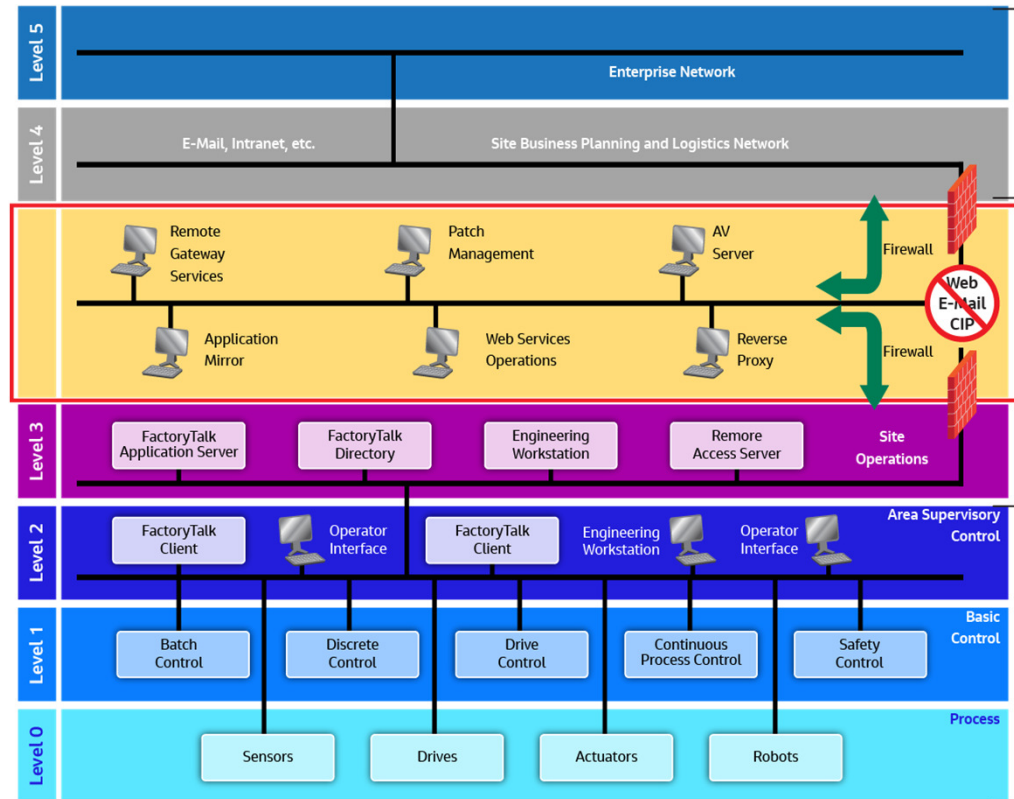 Level 5
Enterprise Network
Level 4
E-Mail, Intranet, etc.
Site Business Planning and Logistics Network
Remote
Gateway
Services
Patch
Management
AV
Server
Firewall
Web
E-Mail
CIP
Application
Mirror
Web Services
Operations
Reverse
Proxy
Firewall
Level 3
FactoryTalk
Application Server
FactoryTalk
Directory
Engineering
Workstation
Remore
Access Server
Site
Operations
Level 2
FactoryTalk
Client
Operator
Interface
FactoryTalk
Client
Engineering
Workstation
Operator
Interface
Area Supervisory
Control
Level 1
Batch
Control
Discrete
Control
Drive
Control
Continuous
Process Control
Safety
Control
Basic
Control
Level 0
Sensors
Drives
Actuators
Robots
Process